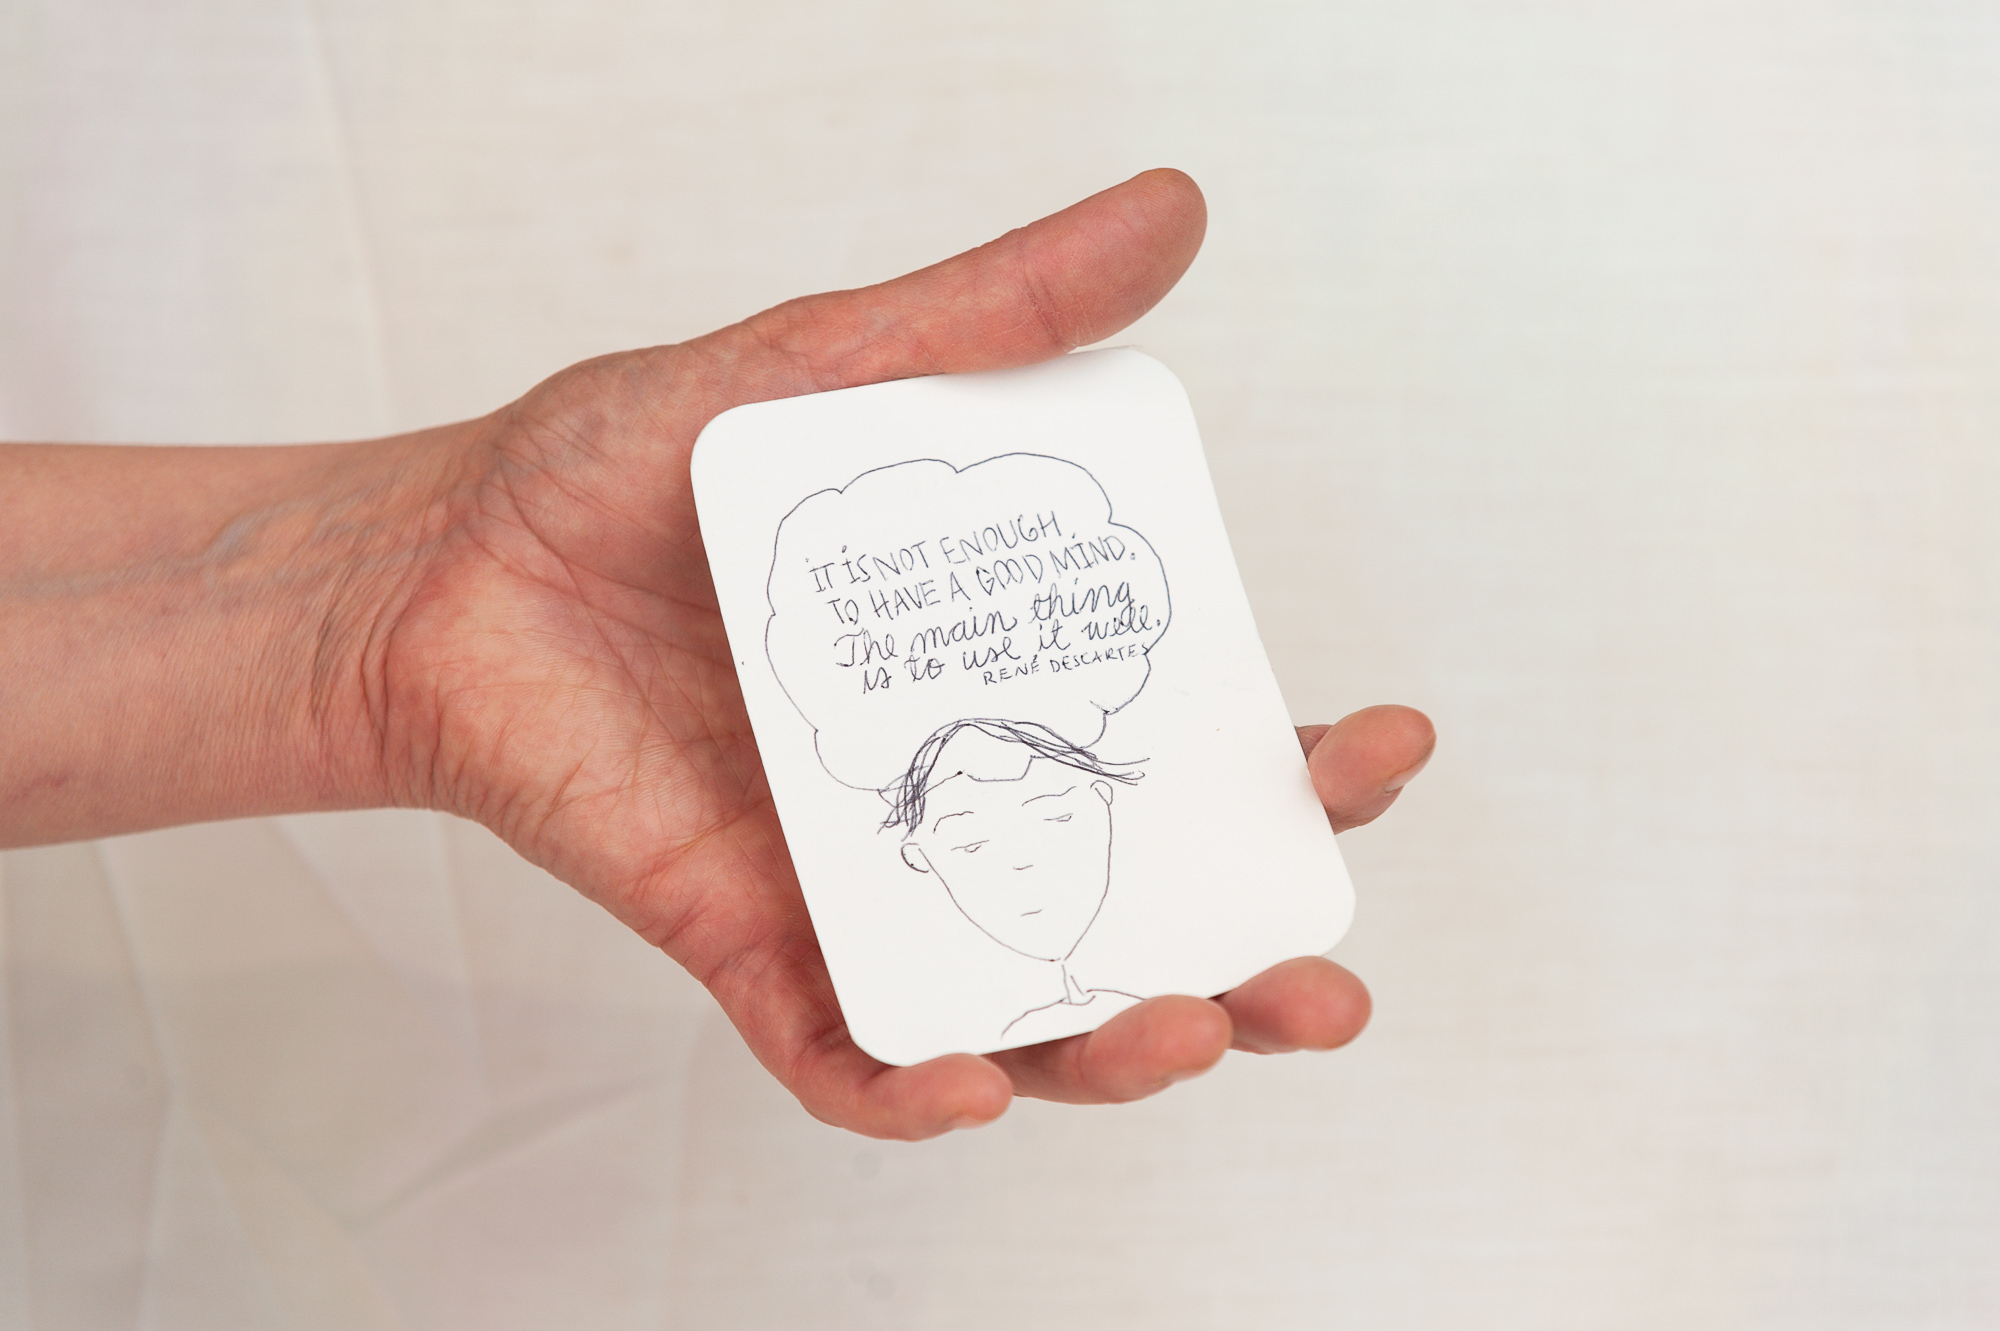 IT IS NOT ENOUGH
TO HAVE A GOOD MIND.
The main thing
is to use it well.
RENÉ DESCARTES